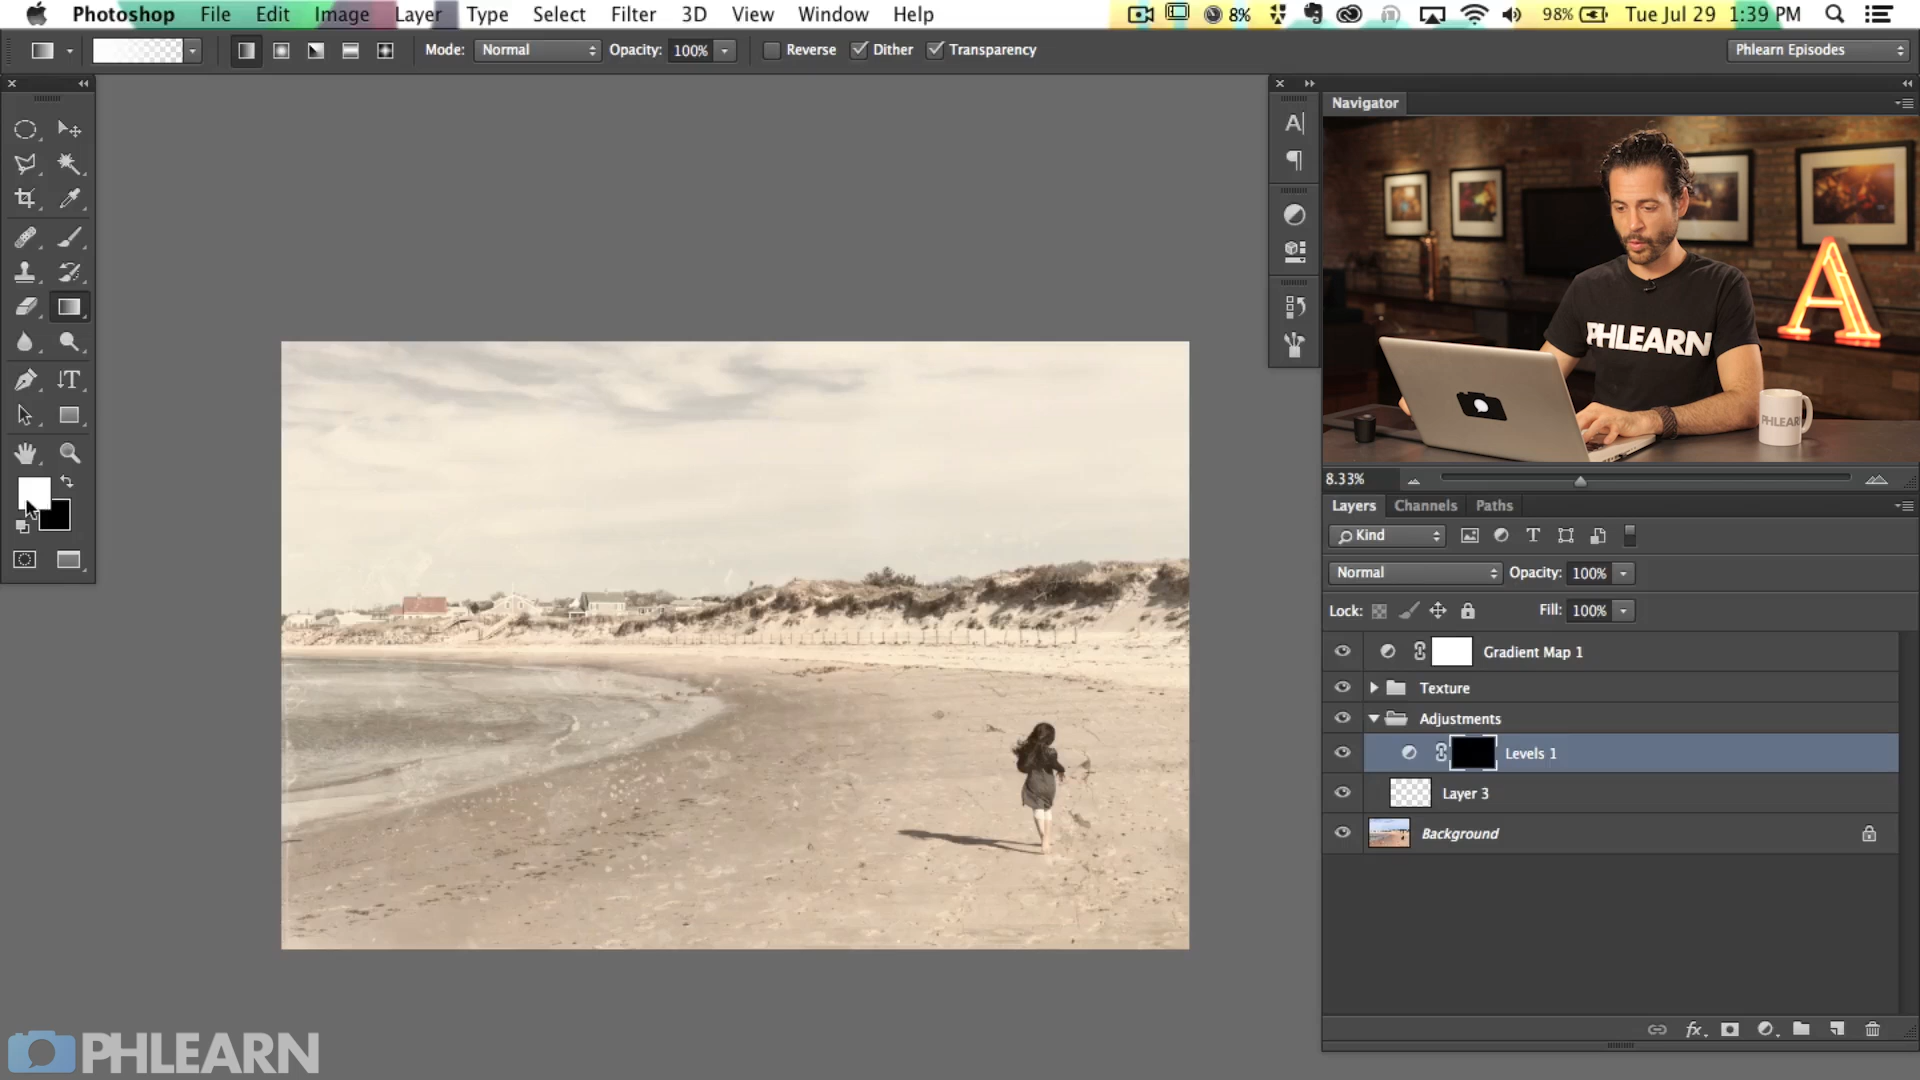 Photoshop File Edit Image Layer Type Select Filter 3D View Window Help 8% 98% Tue Jul 29 1:39 PM
Mode: Normal Opacity: 100% Reverse Dither Transparency Phlearn Episodes
Navigator
A
PHLEARN
PHLEARN
8.33%
Layers Channels Paths
Kind
Normal Opacity: 100%
Lock: Fill: 100%
Gradient Map 1
Texture
Adjustments
Levels 1
Layer 3
Background
fx
PHLEARN